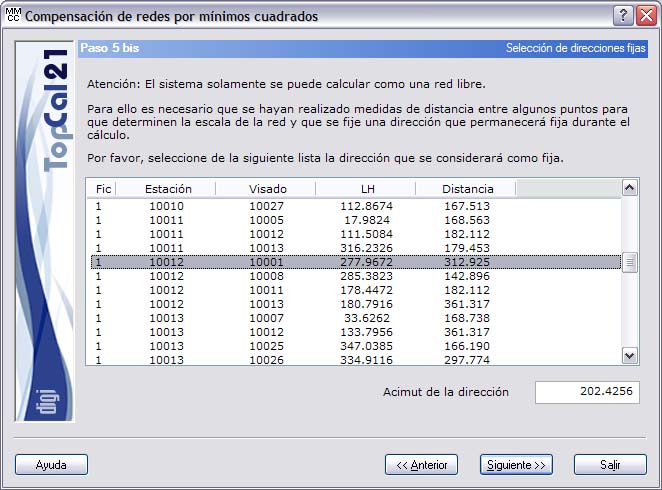 MM
CC
Compensación de redes por mínimos cuadrados
Paso 5 bis
Selección de direcciones fijas
TopCal 21
digi
Atención: El sistema solamente se puede calcular como una red libre.
Para ello es necesario que se hayan realizado medidas de distancia entre algunos puntos para
que determinen la escala de la red y que se fije una dirección que permanecerá fija durante el
cálculo.
Por favor, seleccione de la siguiente lista la dirección que se considerará como fija.
Fic Estación Visado LH Distancia
1 10010 10027 112.8674 167.513
1 10011 10005 17.9824 168.563
1 10011 10012 111.5084 182.112
1 10011 10013 316.2326 179.453
1 10012 10001 277.9672 312.925
1 10012 10008 285.3823 142.896
1 10012 10011 178.4472 182.112
1 10012 10013 180.7916 361.317
1 10013 10007 33.6262 168.738
1 10013 10012 133.7956 361.317
1 10013 10025 347.0385 166.190
1 10013 10026 334.9116 297.774
Acimut de la dirección 202.4256
Ayuda
<< Anterior
Siguiente >>
Salir